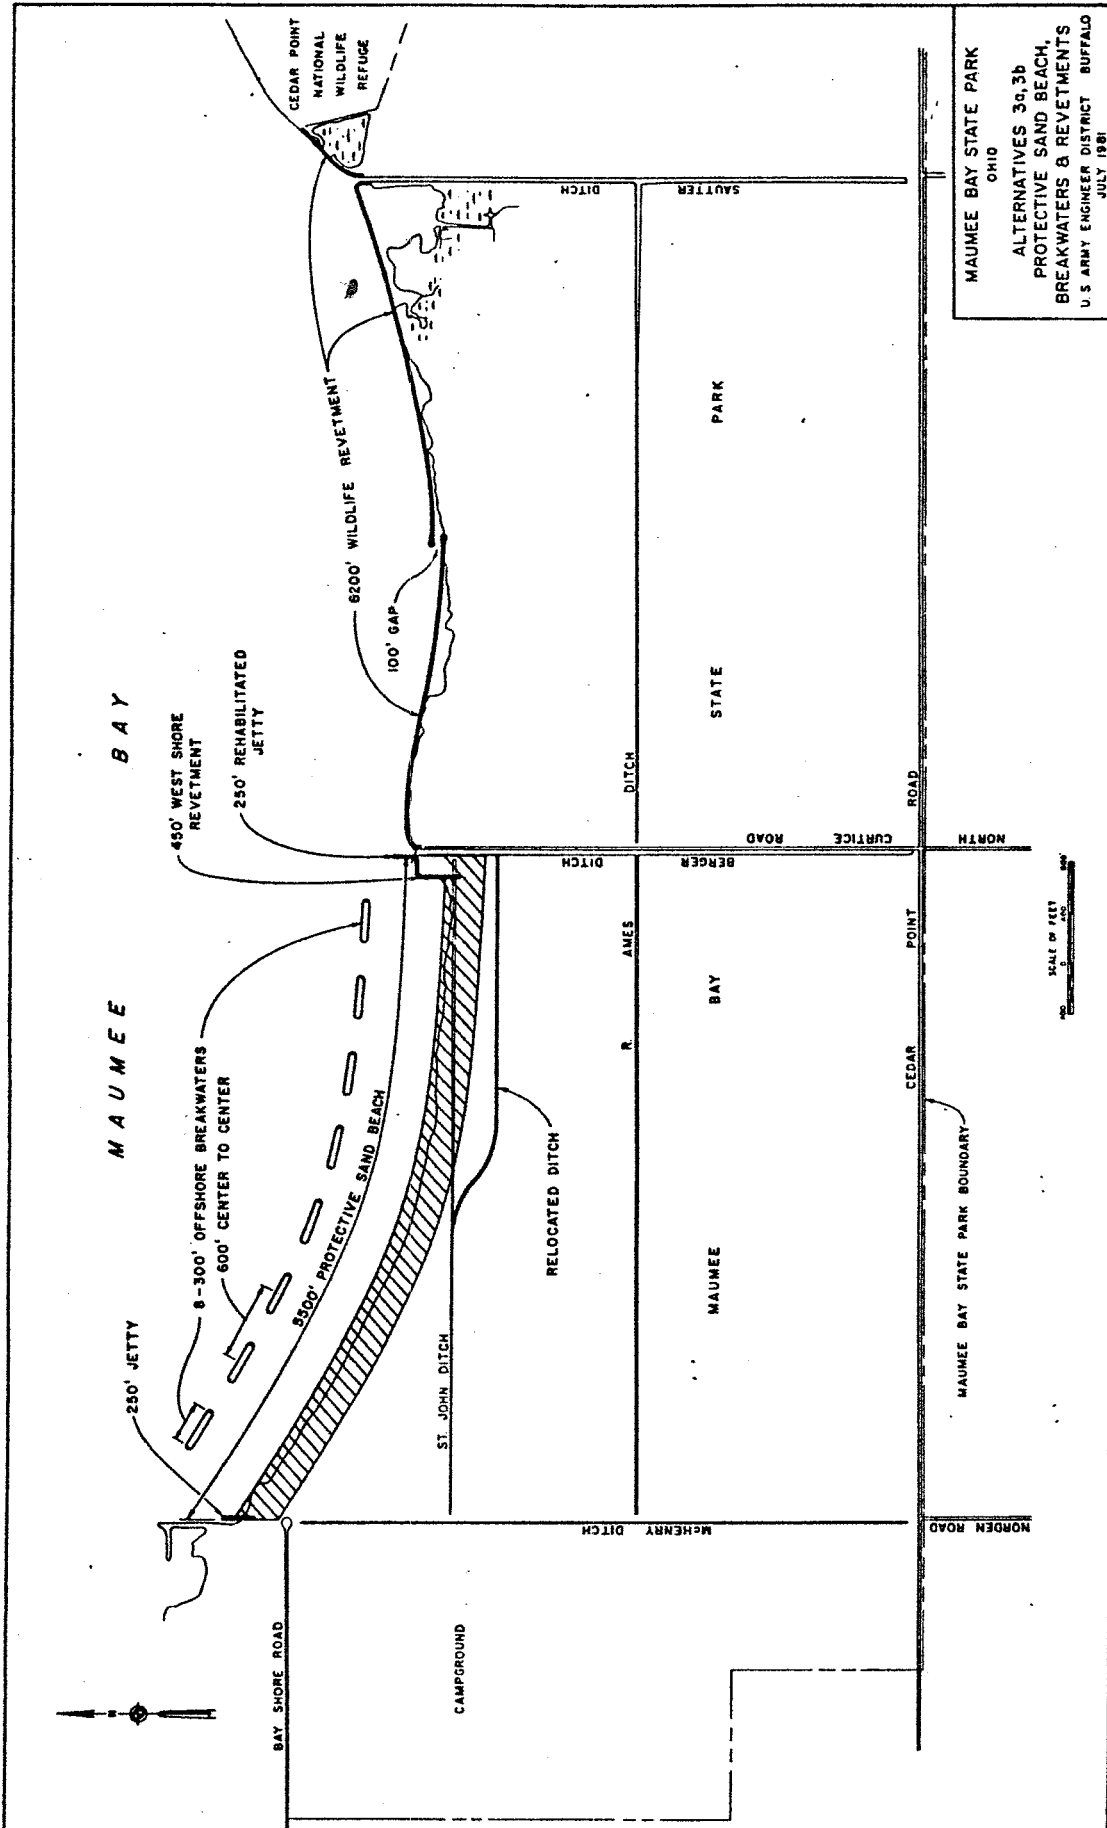 MAUMEE BAY
250' JETTY
8-300' OFFSHORE BREAKWATERS
600' CENTER TO CENTER
450' WEST SHORE
REVETMENT
250' REHABILITATED
JETTY
5500' PROTECTIVE SAND BEACH
100' GAP
6200' WILDLIFE REVETMENT
CEDAR POINT
NATIONAL
WILDLIFE
REFUGE
BAY SHORE ROAD
CAMPGROUND
ST. JOHN DITCH
RELOCATED DITCH
McHENRY DITCH
R. AMES DITCH
BERGER DITCH
NORTH CURTICE ROAD
SAUTTER DITCH
MAUMEE BAY STATE PARK
CEDAR POINT ROAD
NORDEN ROAD
MAUMEE BAY STATE PARK BOUNDARY
SCALE OF FEET
0
MAUMEE BAY STATE PARK
OHIO
ALTERNATIVES 3a,3b
PROTECTIVE SAND BEACH,
BREAKWATERS & REVETMENTS
U.S ARMY ENGINEER DISTRICT BUFFALO
JULY 1981